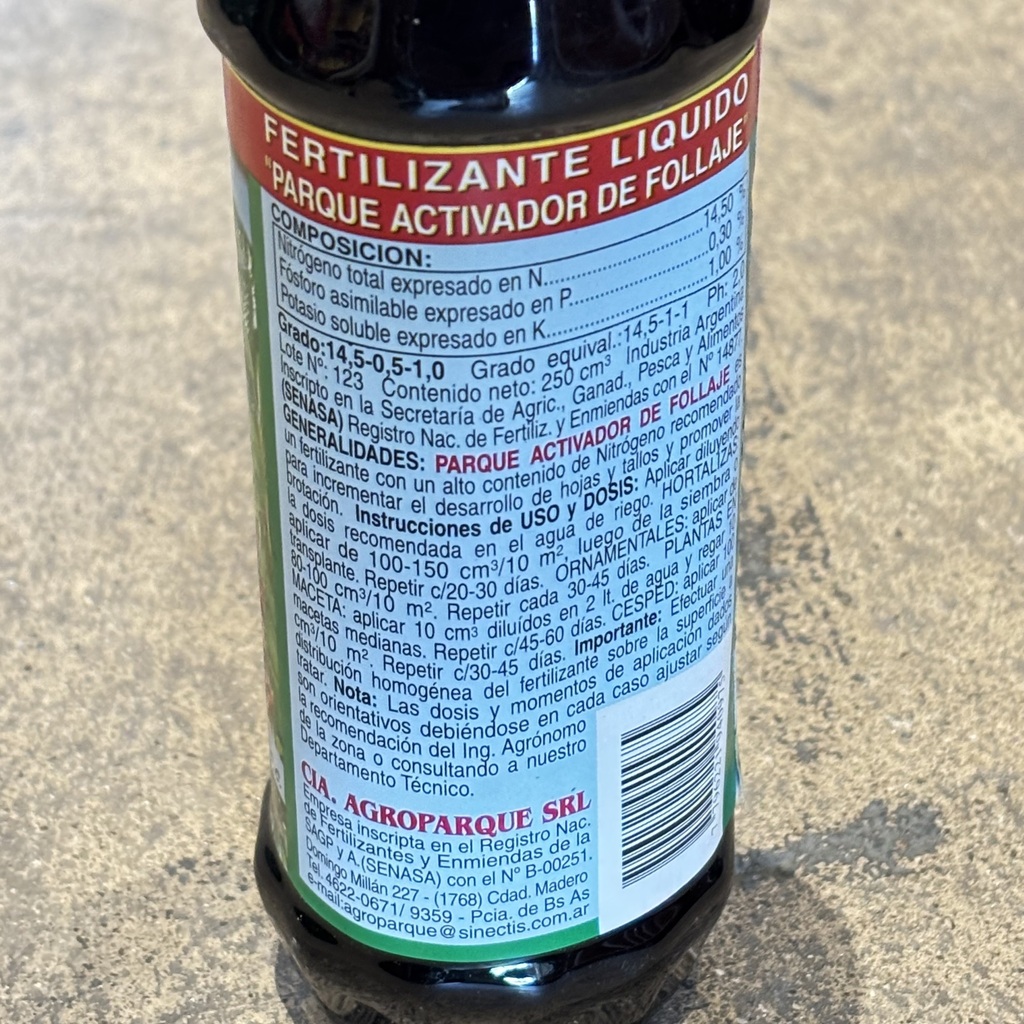 FERTILIZANTE LIQUIDO
"PARQUE ACTIVADOR DE FOLLAJE"
COMPOSICION:
Nitrógeno total expresado en N..................... 14,50 %
Fósforo asimilable expresado en P................. 0,30 %
Potasio soluble expresado en K..................... 1,00 %
Grado:14,5-0,5-1,0 Grado equival.:14,5-1-1 Ph: 2,0
Lote Nº: 123 Contenido neto: 250 cm³ Industria Argentina
Inscripto en la Secretaría de Agric., Ganad., Pesca y Alimentos
(SENASA) Registro Nac. de Fertiliz. y Enmiendas con el Nº 1487
GENERALIDADES: PARQUE ACTIVADOR DE FOLLAJE es
un fertilizante con un alto contenido de Nitrógeno recomendado
para incrementar el desarrollo de hojas y tallos y promover la
brotación. Instrucciones de USO y DOSIS: Aplicar diluyendo
la dosis recomendada en el agua de riego. HORTALIZAS:
aplicar de 100-150 cm³/10 m² luego de la siembra o
transplante. Repetir c/20-30 días. ORNAMENTALES: aplicar
80-100 cm³/10 m². Repetir cada 30-45 días. PLANTAS EN
MACETA: aplicar 10 cm³ diluídos en 2 lt. de agua y regar
macetas medianas. Repetir c/45-60 días. CESPED: aplicar 100
cm³/10 m². Repetir c/30-45 días. Importante: Efectuar una
distribución homogénea del fertilizante sobre la superficie a
tratar. Nota: Las dosis y momentos de aplicación dados
son orientativos debiéndose en cada caso ajustar según
la recomendación del Ing. Agrónomo
de la zona o consultando a nuestro
Departamento Técnico.
CIA. AGROPARQUE SRL
Empresa inscripta en el Registro Nac.
de Fertilizantes y Enmiendas de la
SAGP y A.(SENASA) con el Nº B-00251.
Domingo Millán 227 - (1768) Cdad. Madero
Tel. 4622-0671/ 9359 - Pcia. de Bs As
e-mail:agroparque@sinectis.com.ar